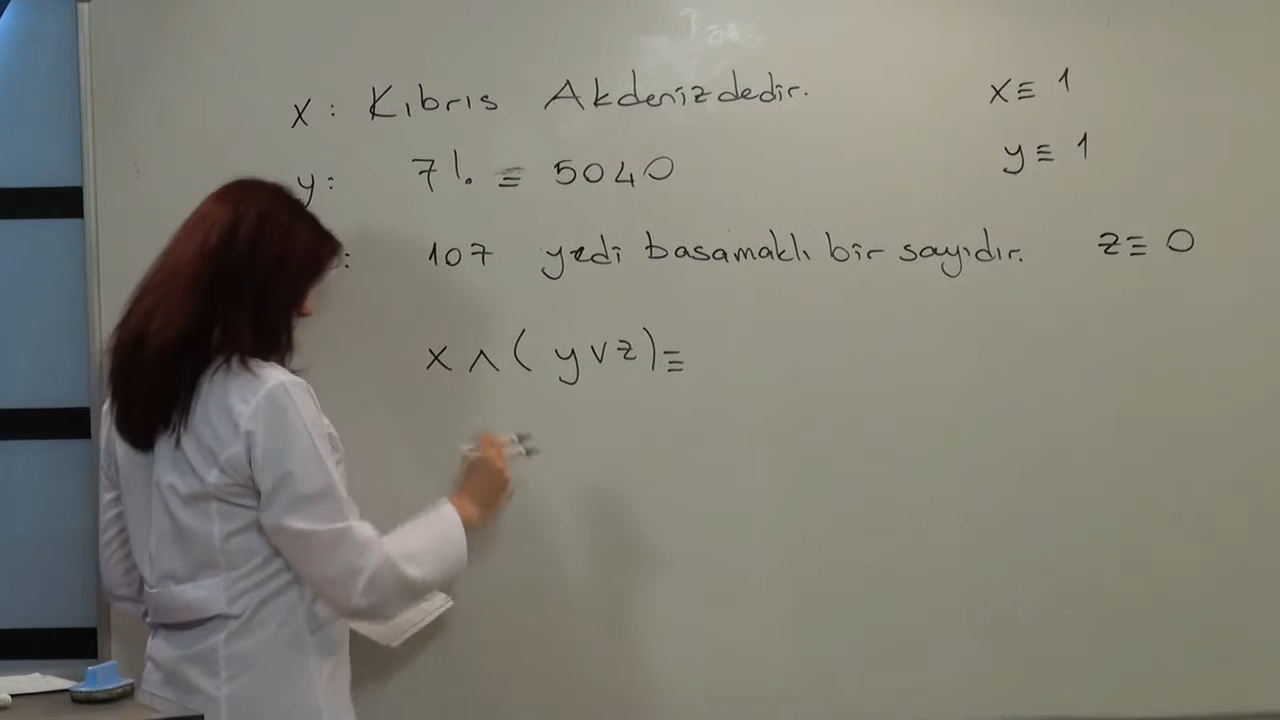 x : Kıbrıs Akdenizdedir. x ≡ 1
y : 7! ≡ 5040 y ≡ 1
: 107 yedi basamaklı bir sayıdır. z ≡ 0
x ∧ ( y ∨ z ) ≡